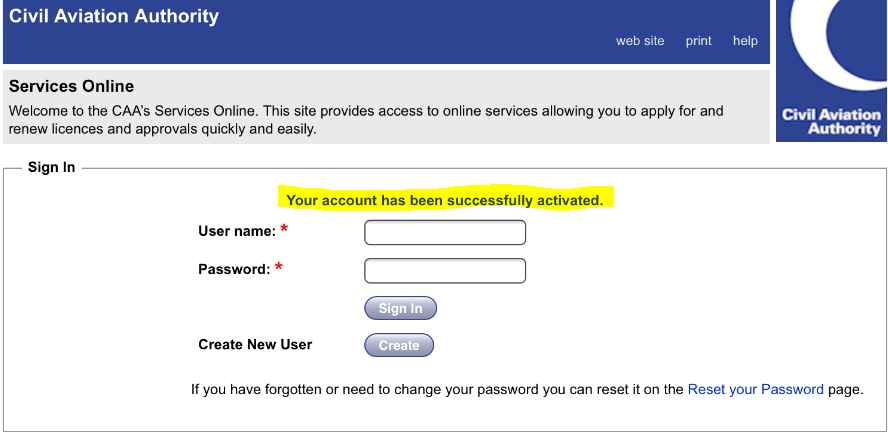 Civil Aviation Authority
web site print help
Services Online
Welcome to the CAA's Services Online. This site provides access to online services allowing you to apply for and
renew licences and approvals quickly and easily.
Civil Aviation
Authority
Sign In
Your account has been successfully activated.
User name: *
Password: *
Sign In
Create New User Create
If you have forgotten or need to change your password you can reset it on the Reset your Password page.